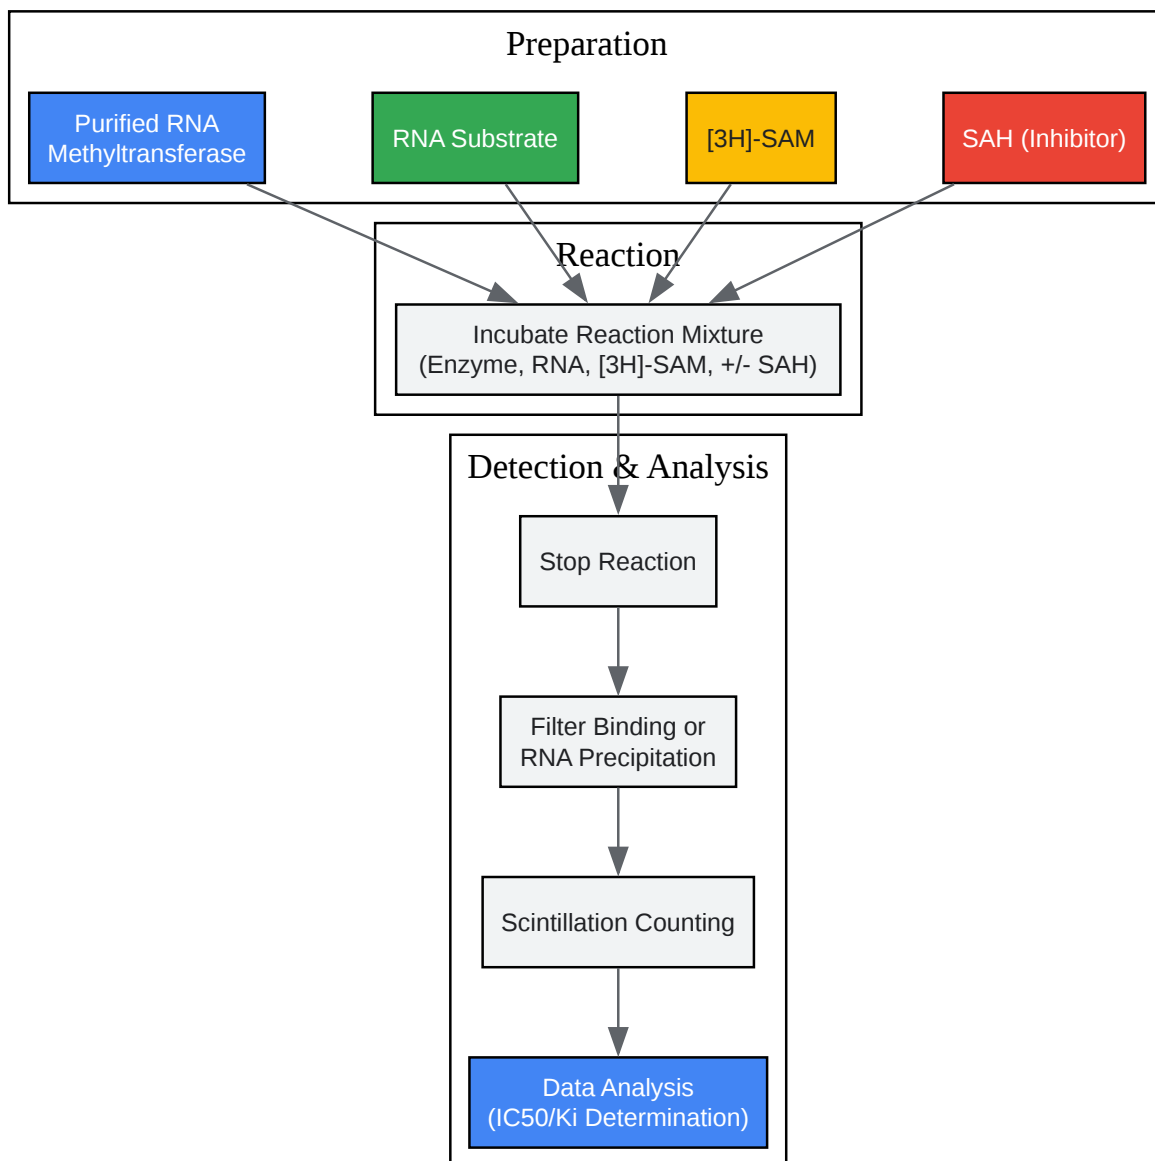 Preparation
Purified RNA
Methyltransferase
RNA Substrate
[3H]-SAM
SAH (Inhibitor)
Reaction
Incubate Reaction Mixture
(Enzyme, RNA, [3H]-SAM, +/- SAH)
Detection & Analysis
Stop Reaction
Filter Binding or
RNA Precipitation
Scintillation Counting
Data Analysis
(IC50/Ki Determination)